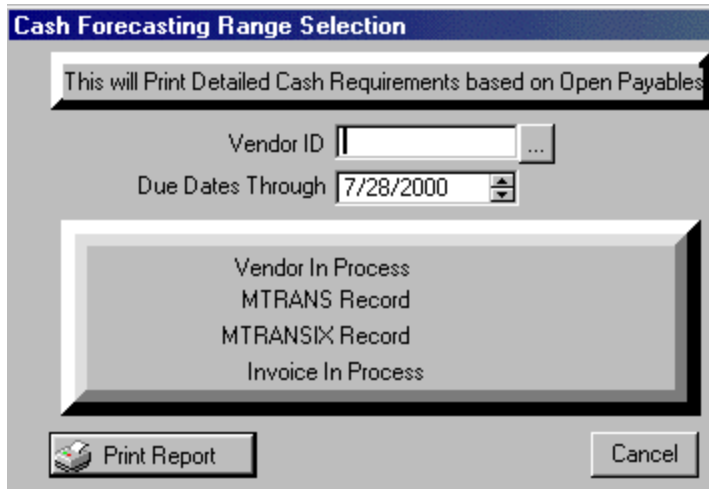 Cash Forecasting Range Selection
This will Print Detailed Cash Requirements based on Open Payables
Vendor ID ...
Due Dates Through 7/28/2000
Vendor In Process
MTRANS Record
MTRANSIX Record
Invoice In Process
Print Report Cancel